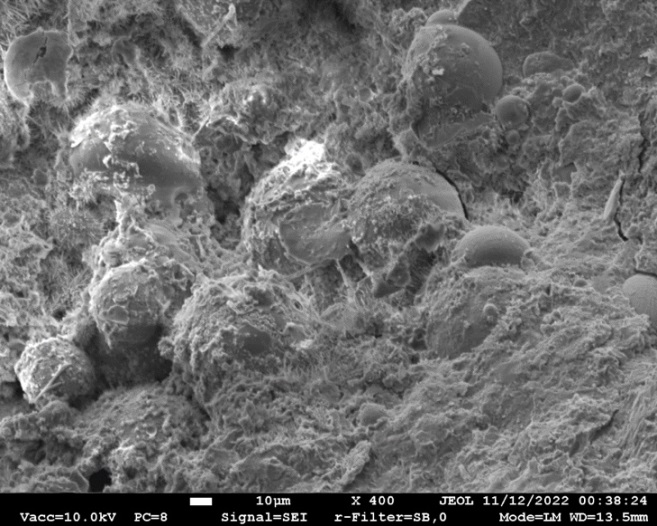 10μm X 400 JEOL 11/12/2022 00:38:24
Vacc=10.0kV PC=8 Signal=SEI r-Filter=SB,0 Mode=LM WD=13.5mm